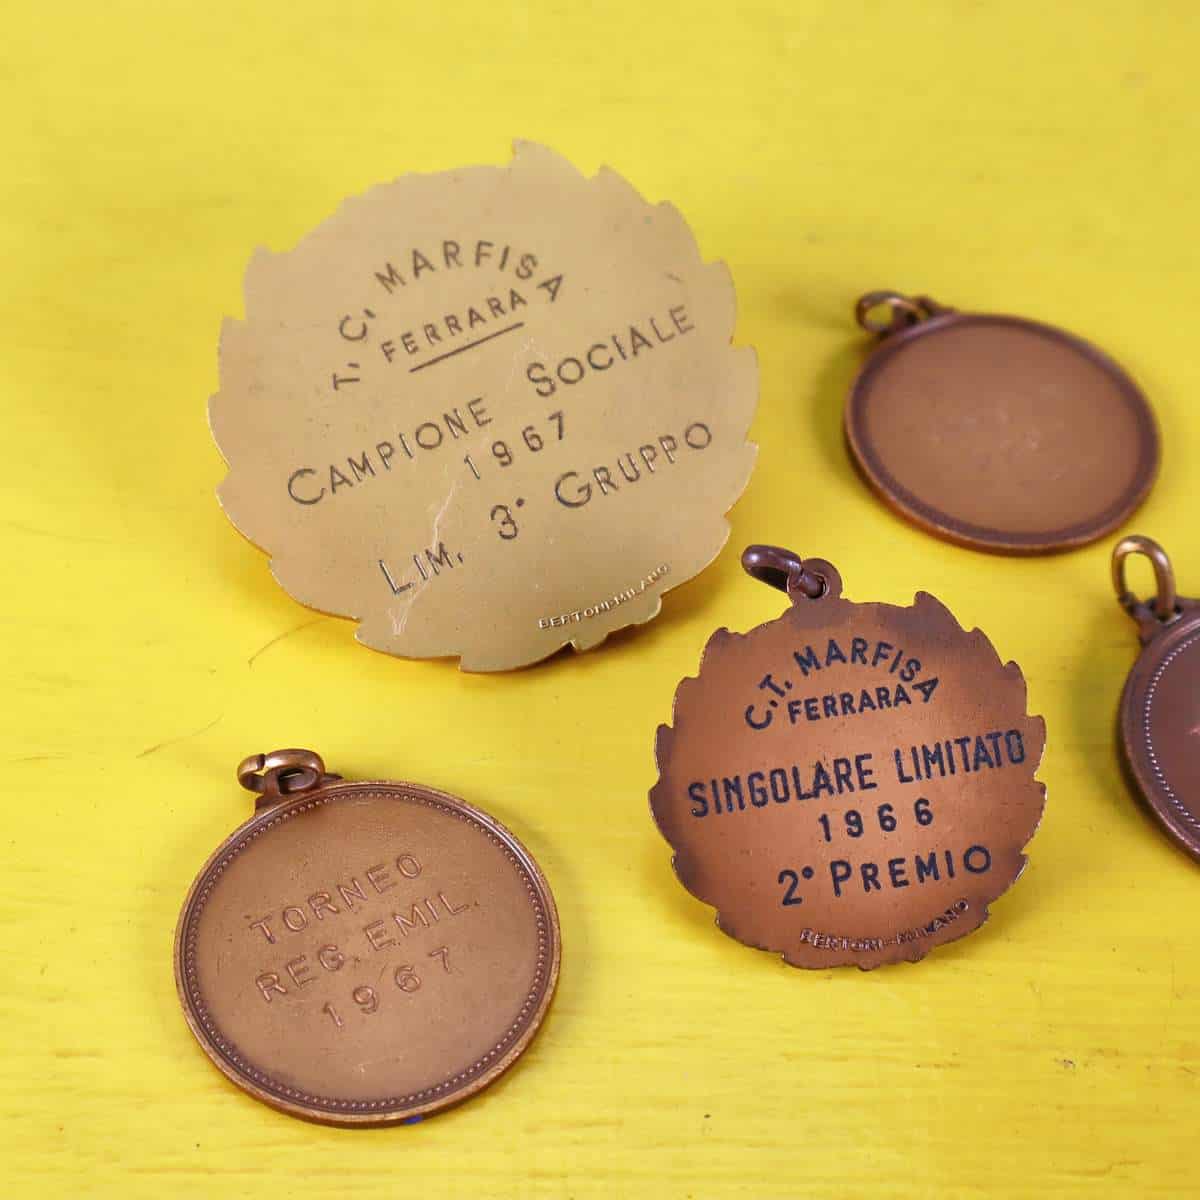 T. C. MARFISA
FERRARA
CAMPIONE SOCIALE
1967
LIM. 3° GRUPPO
BERTONI-MILANO
C.T. MARFISA
FERRARA
SINGOLARE LIMITATO
1966
2° PREMIO
BERTONI-MILANO
TORNEO
REG. EMIL.
1967